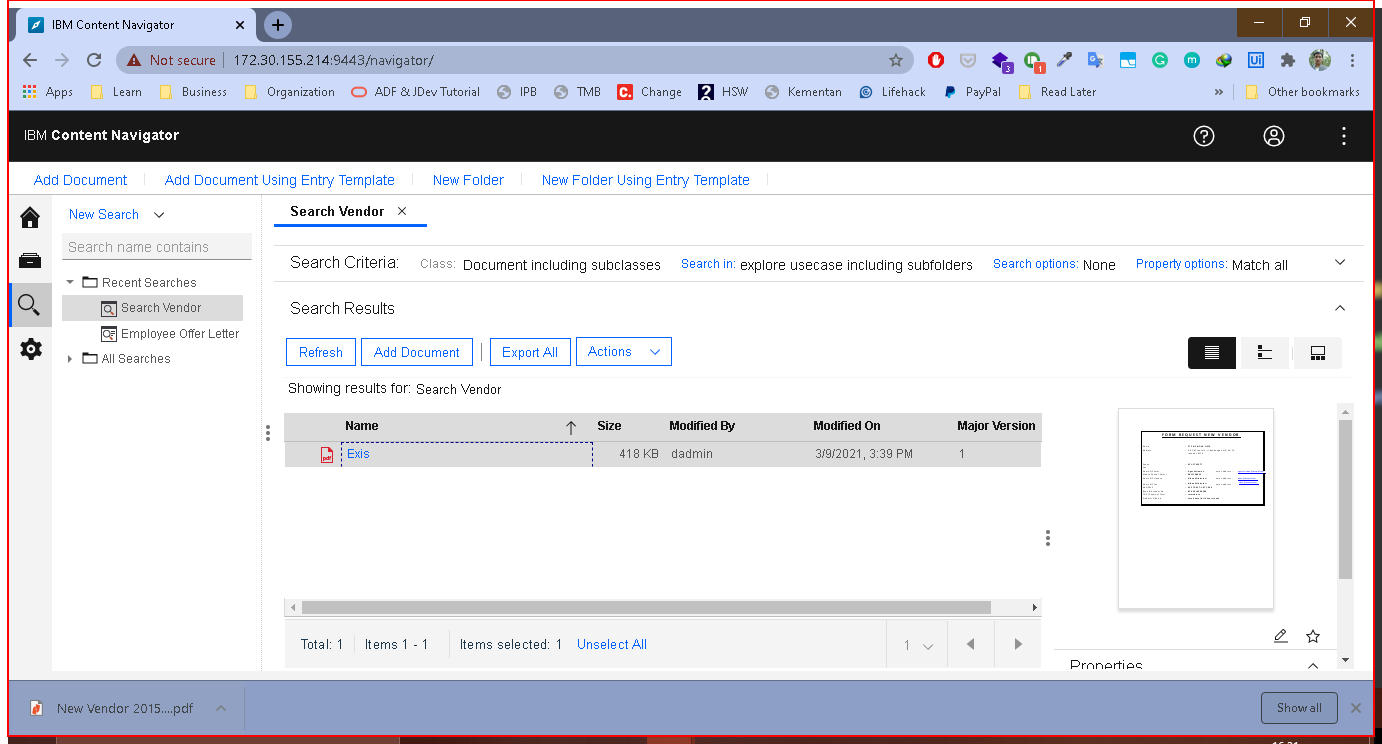 IBM Content Navigator
Not secure 172.30.155.214:9443/navigator/
3 1 Ui
Apps Learn Business Organization ADF & JDev Tutorial IPB TMB C. Change ? HSW Kementan Lifehack PayPal Read Later » Other bookmarks
IBM Content Navigator
Add Document Add Document Using Entry Template New Folder New Folder Using Entry Template
New Search
Search name contains
Recent Searches
Search Vendor
Employee Offer Letter
All Searches
Search Vendor
Search Criteria: Class: Document including subclasses Search in: explore usecase including subfolders Search options: None Property options: Match all
Search Results
Refresh Add Document Export All Actions
Showing results for: Search Vendor
Name Size Modified By Modified On Major Version
pdf Exis 418 KB dadmin 3/9/2021, 3:39 PM 1
FORM REQUEST NEW VENDOR
Total: 1 Items 1 - 1 Items selected: 1 Unselect All 1
Properties
New Vendor 2015....pdf Show all